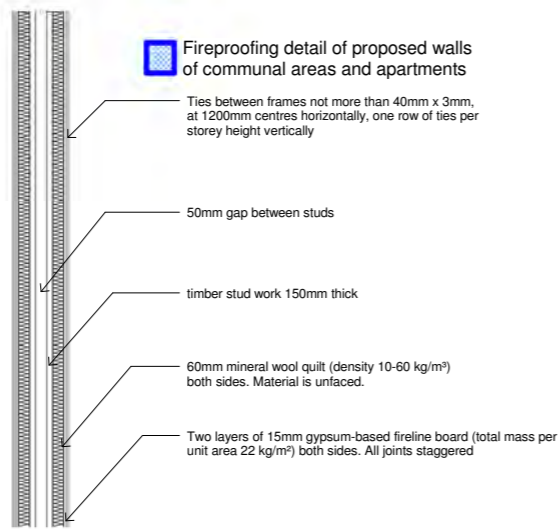 Fireproofing detail of proposed walls
of communal areas and apartments
Ties between frames not more than 40mm x 3mm,
at 1200mm centres horizontally, one row of ties per
storey height vertically
50mm gap between studs
timber stud work 150mm thick
60mm mineral wool quilt (density 10-60 kg/m³)
both sides. Material is unfaced.
Two layers of 15mm gypsum-based fireline board (total mass per
unit area 22 kg/m²) both sides. All joints staggered